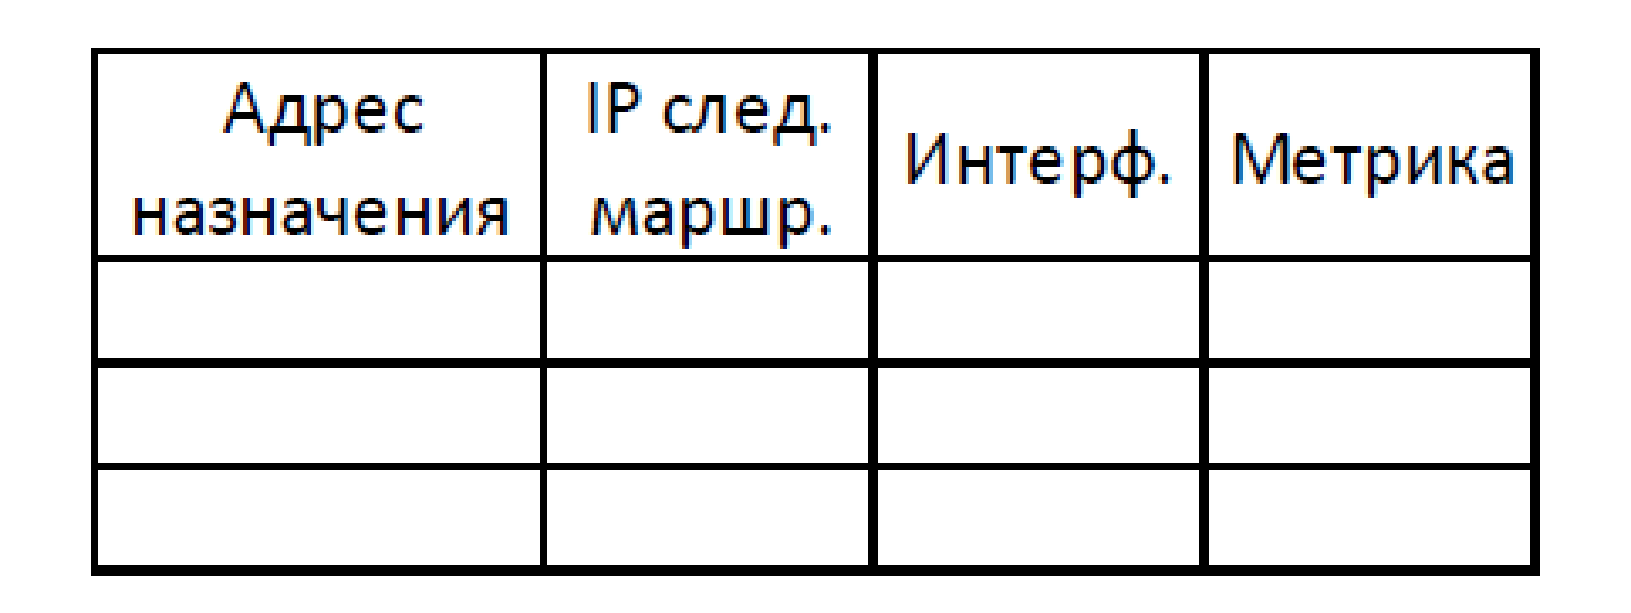 Адрес
назначения
IP след.
маршр.
Интерф.
Метрика